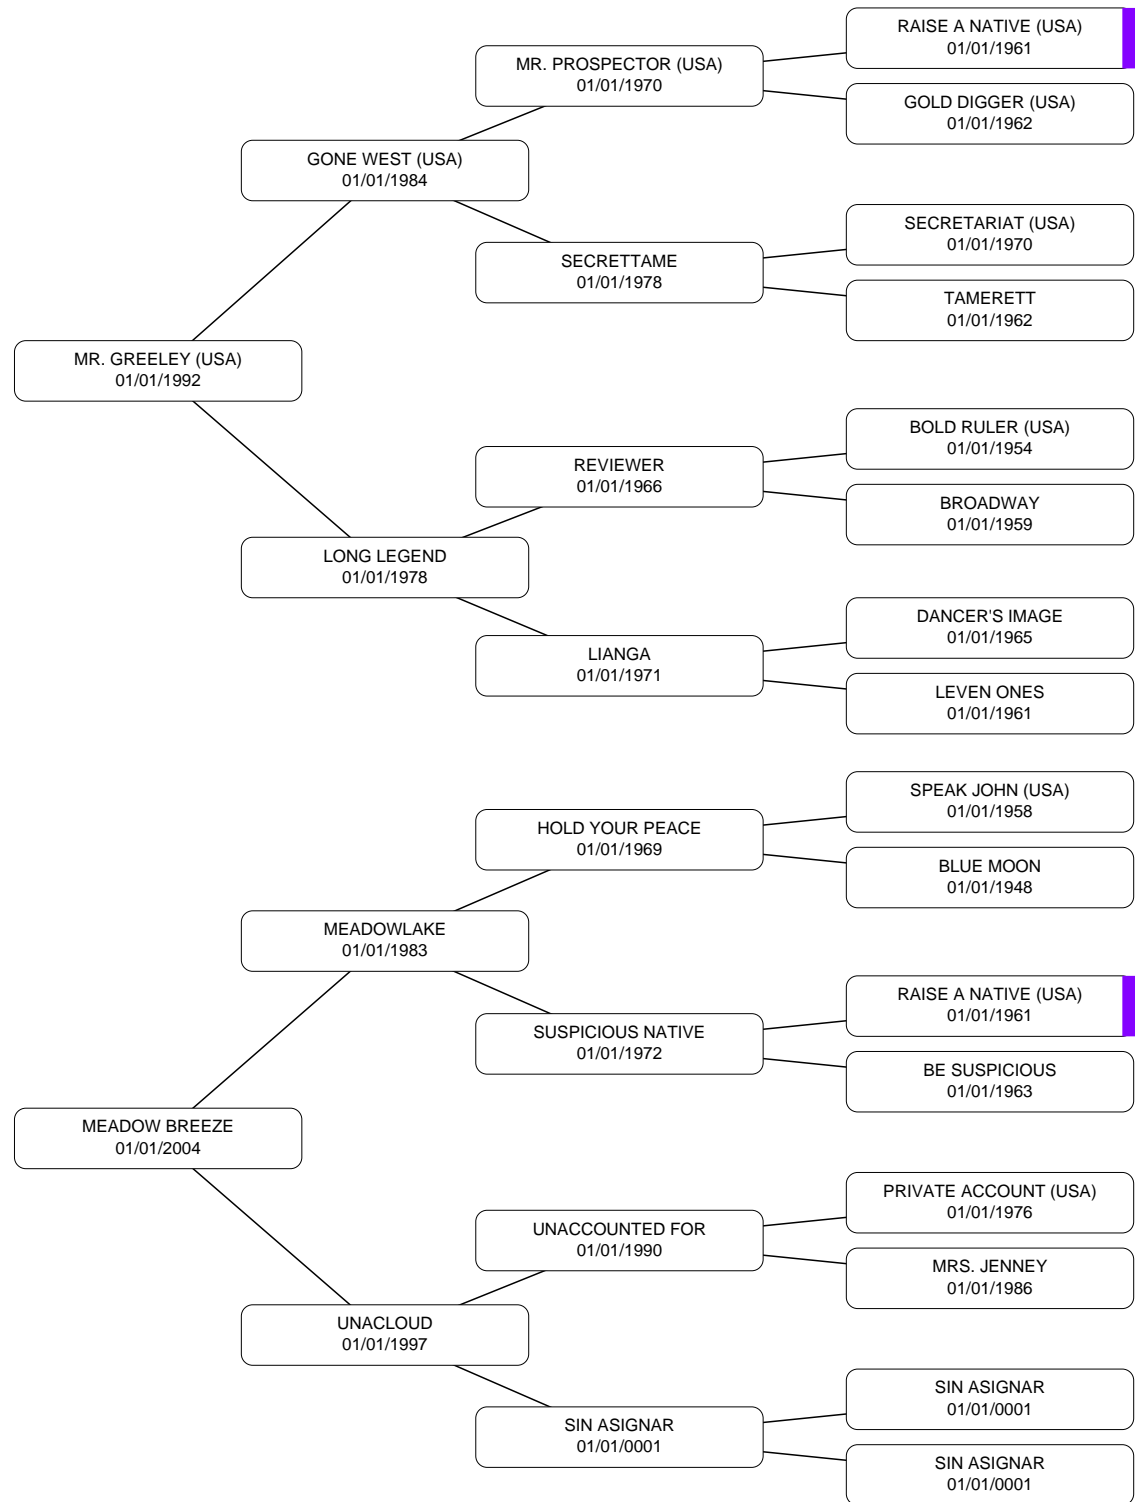 RAISE A NATIVE (USA)
01/01/1961
MR. PROSPECTOR (USA)
01/01/1970
GOLD DIGGER (USA)
01/01/1962
GONE WEST (USA)
01/01/1984
SECRETARIAT (USA)
01/01/1970
SECRETTAME
01/01/1978
TAMERETT
01/01/1962
MR. GREELEY (USA)
01/01/1992
BOLD RULER (USA)
01/01/1954
REVIEWER
01/01/1966
BROADWAY
01/01/1959
LONG LEGEND
01/01/1978
DANCER'S IMAGE
01/01/1965
LIANGA
01/01/1971
LEVEN ONES
01/01/1961
SPEAK JOHN (USA)
01/01/1958
HOLD YOUR PEACE
01/01/1969
BLUE MOON
01/01/1948
MEADOWLAKE
01/01/1983
RAISE A NATIVE (USA)
01/01/1961
SUSPICIOUS NATIVE
01/01/1972
BE SUSPICIOUS
01/01/1963
MEADOW BREEZE
01/01/2004
PRIVATE ACCOUNT (USA)
01/01/1976
UNACCOUNTED FOR
01/01/1990
MRS. JENNEY
01/01/1986
UNACLOUD
01/01/1997
SIN ASIGNAR
01/01/0001
SIN ASIGNAR
01/01/0001
SIN ASIGNAR
01/01/0001